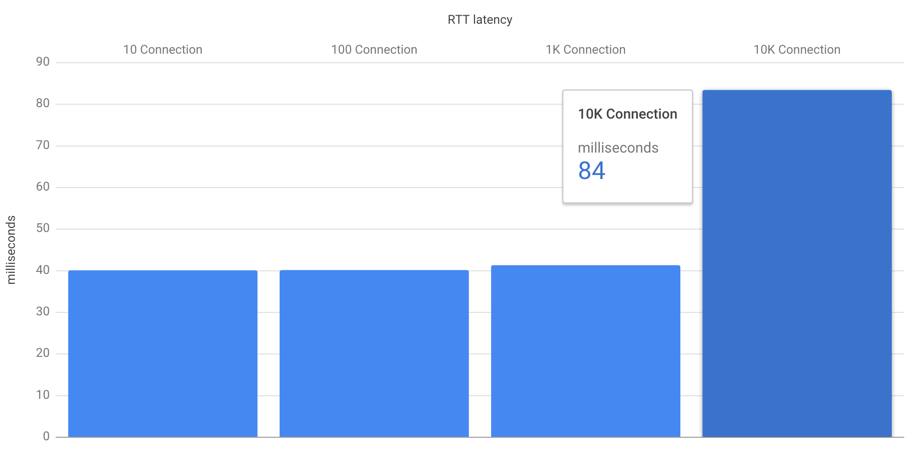 RTT latency
10 Connection
100 Connection
1K Connection
10K Connection
90
80
70
60
50
40
30
20
10
0
milliseconds
10K Connection
milliseconds
84